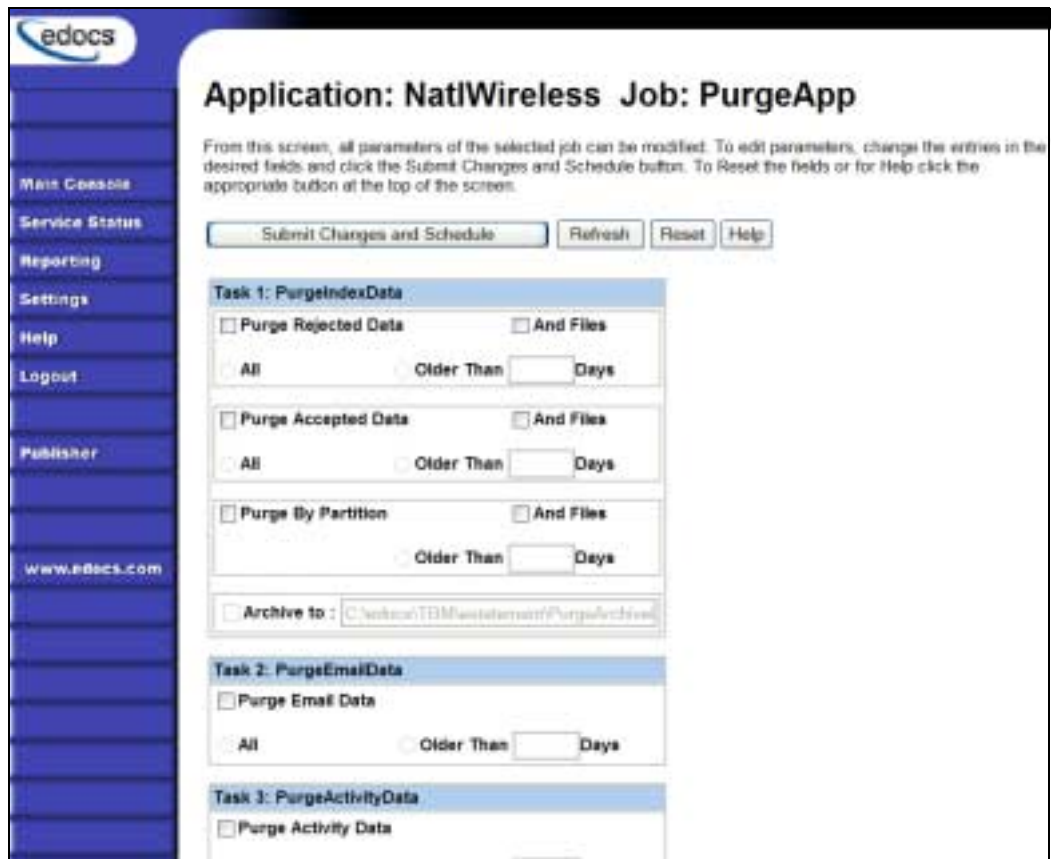 edocs
Application: NatlWireless Job: PurgeApp
From this screen, all parameters of the selected job can be modified. To edit parameters, change the entries in the
desired fields and click the Submit Changes and Schedule button. To Reset the fields or for Help click the
appropriate button at the top of the screen.
Main Console
Service Status
Reporting
Settings
Help
Logout
Publisher
www.edocs.com
Submit Changes and Schedule Refresh Reset Help
Task 1: PurgeIndexData
Purge Rejected Data And Files
All Older Than Days
Purge Accepted Data And Files
All Older Than Days
Purge By Partition And Files
Older Than Days
Archive to :
Task 2: PurgeEmailData
Purge Email Data
All Older Than Days
Task 3: PurgeActivityData
Purge Activity Data